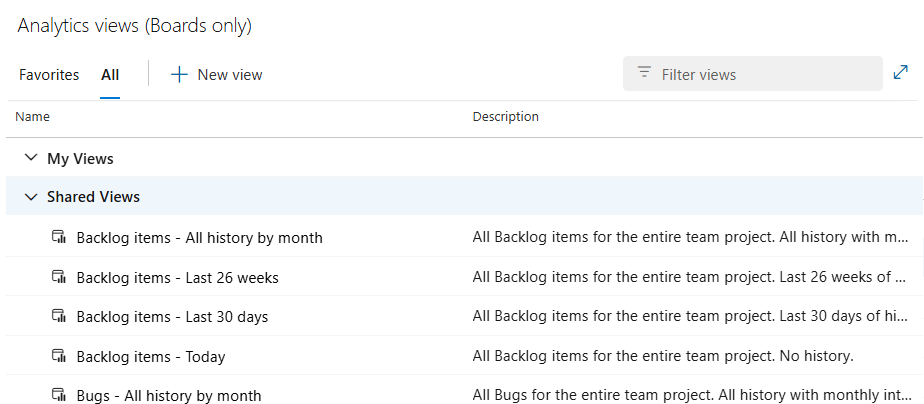 Analytics views (Boards only)
Favorites All + New view Filter views
Name Description
My Views
Shared Views
Backlog items - All history by month All Backlog items for the entire team project. All history with m...
Backlog items - Last 26 weeks All Backlog items for the entire team project. Last 26 weeks of ...
Backlog items - Last 30 days All Backlog items for the entire team project. Last 30 days of hi...
Backlog items - Today All Backlog items for the entire team project. No history.
Bugs - All history by month All Bugs for the entire team project. All history with monthly int...